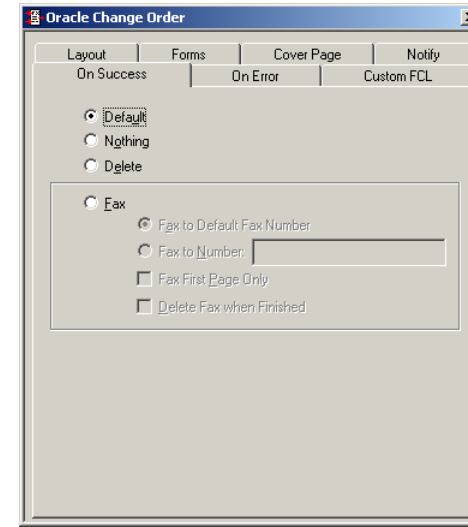 Oracle Change Order
Layout Forms Cover Page Notify
On Success On Error Custom FCL
Default
Nothing
Delete
Fax
Fax to Default Fax Number
Fax to Number:
Fax First Page Only
Delete Fax when Finished